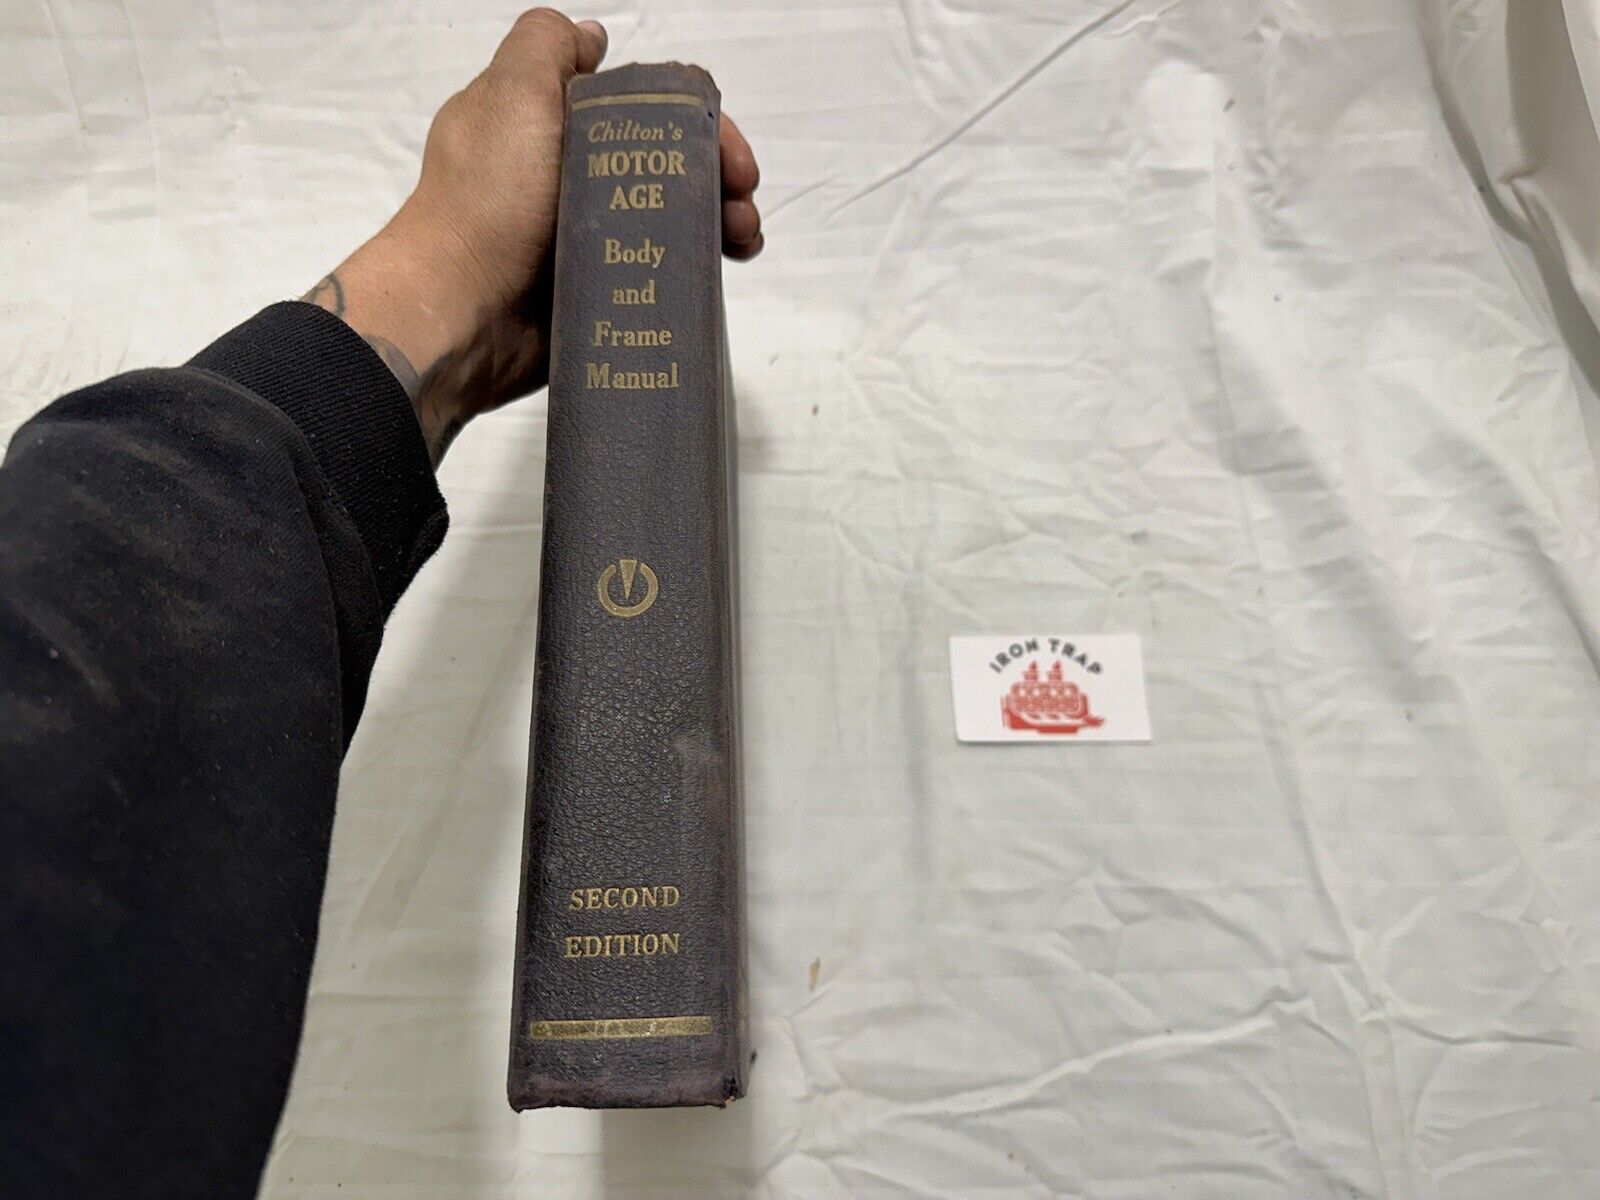 Chilton's
MOTOR
AGE
Body
and
Frame
Manual
SECOND
EDITION
IRON TRAP